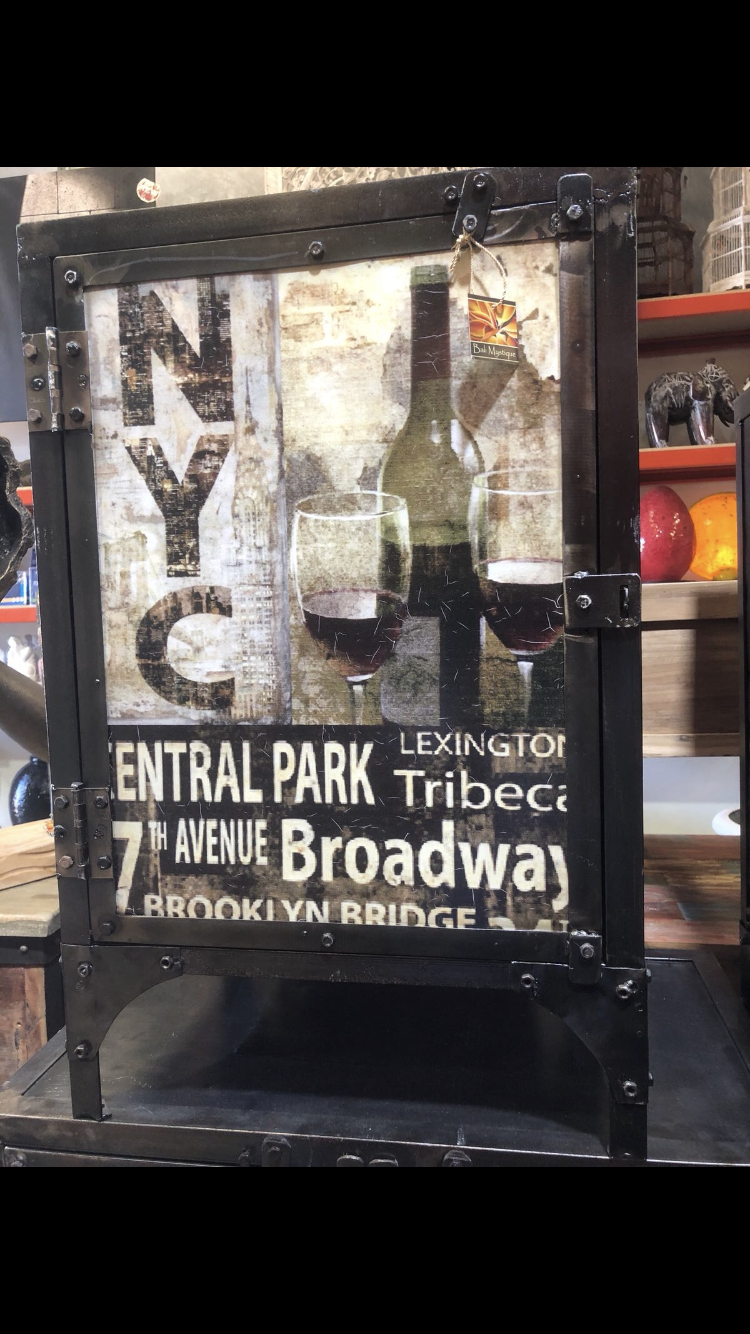 NYC
Bali Mystique
ENTRAL PARK
LEXINGTON
Tribeca
7TH AVENUE Broadway
BROOKLYN BRIDGE